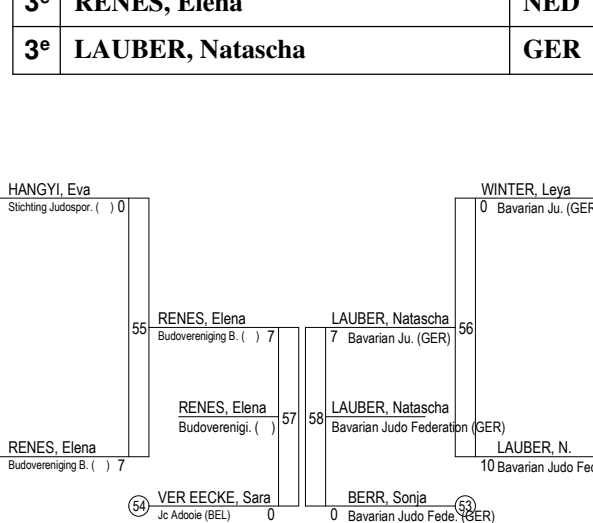 3e RENES, Elena NED
3e LAUBER, Natascha GER
HANGYI, Eva
Stichting Judospor. ( ) 0
WINTER, Leya
0 Bavarian Ju. (GER
55
RENES, Elena
Budovereniging B. ( ) 7
LAUBER, Natascha
7 Bavarian Ju. (GER)
56
RENES, Elena
Budoverenigi. ( )
57
58
LAUBER, Natascha
Bavarian Judo Federation (GER)
RENES, Elena
Budovereniging B. ( ) 7
LAUBER, N.
10 Bavarian Judo Fed
54
VER EECKE, Sara
Jc Adooie (BEL) 0
BERR, Sonja
0 Bavarian Judo Fede. (GER)
53